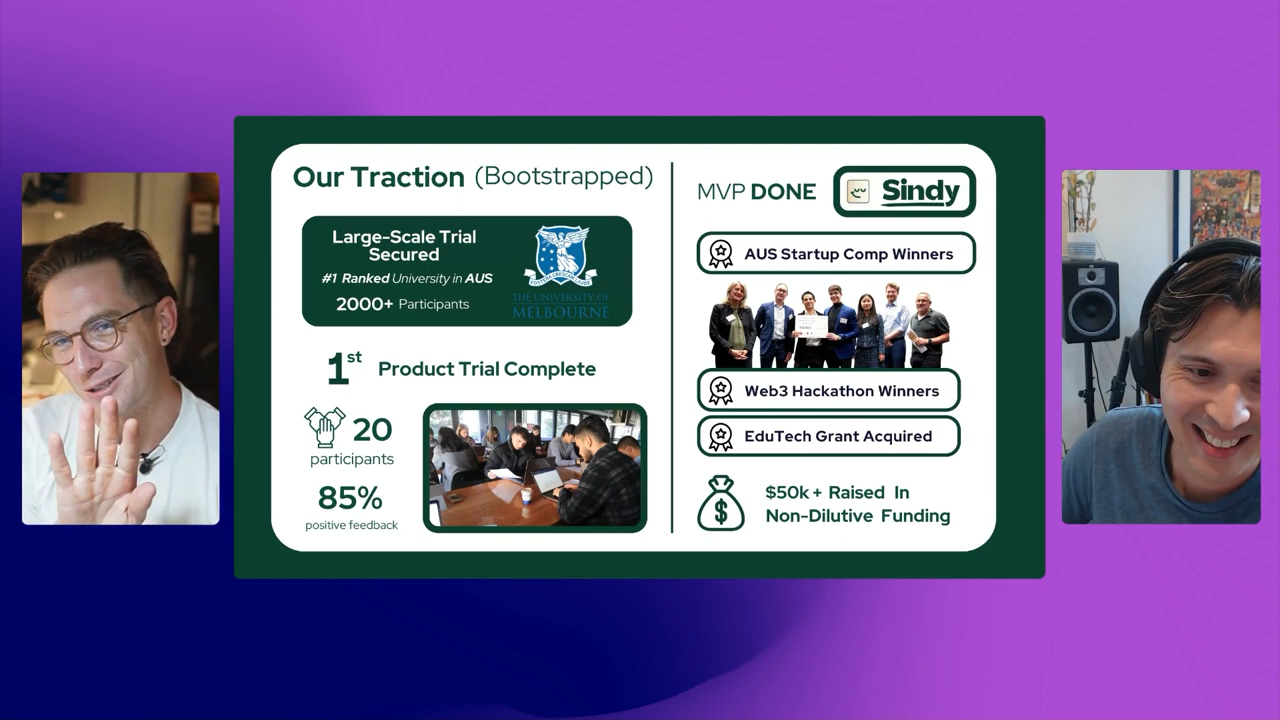 Our Traction (Bootstrapped)
Large-Scale Trial
Secured
#1 Ranked University in AUS
2000+ Participants
THE UNIVERSITY OF
MELBOURNE
1st Product Trial Complete
20
participants
85%
positive feedback
MVP DONE
Sindy
AUS Startup Comp Winners
Web3 Hackathon Winners
EduTech Grant Acquired
$
$50k+ Raised In
Non-Dilutive Funding